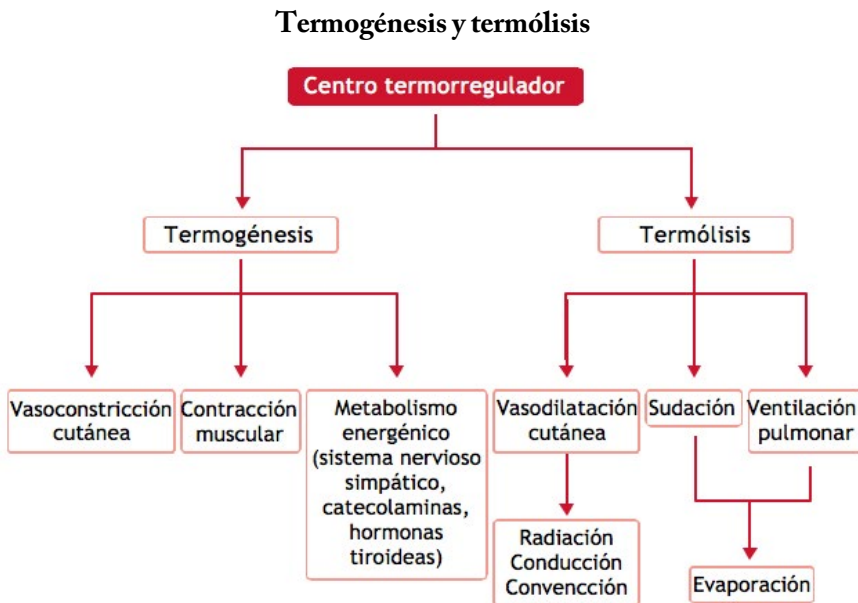 Termogénesis y termólisis
Centro termorregulador
Termogénesis
Termólisis
Vasoconstricción
cutánea
Contracción
muscular
Metabolismo
energénico
(sistema nervioso
simpático,
catecolaminas,
hormonas
tiroideas)
Vasodilatación
cutánea
Sudación
Ventilación
pulmonar
Radiación
Conducción
Convencción
Evaporación